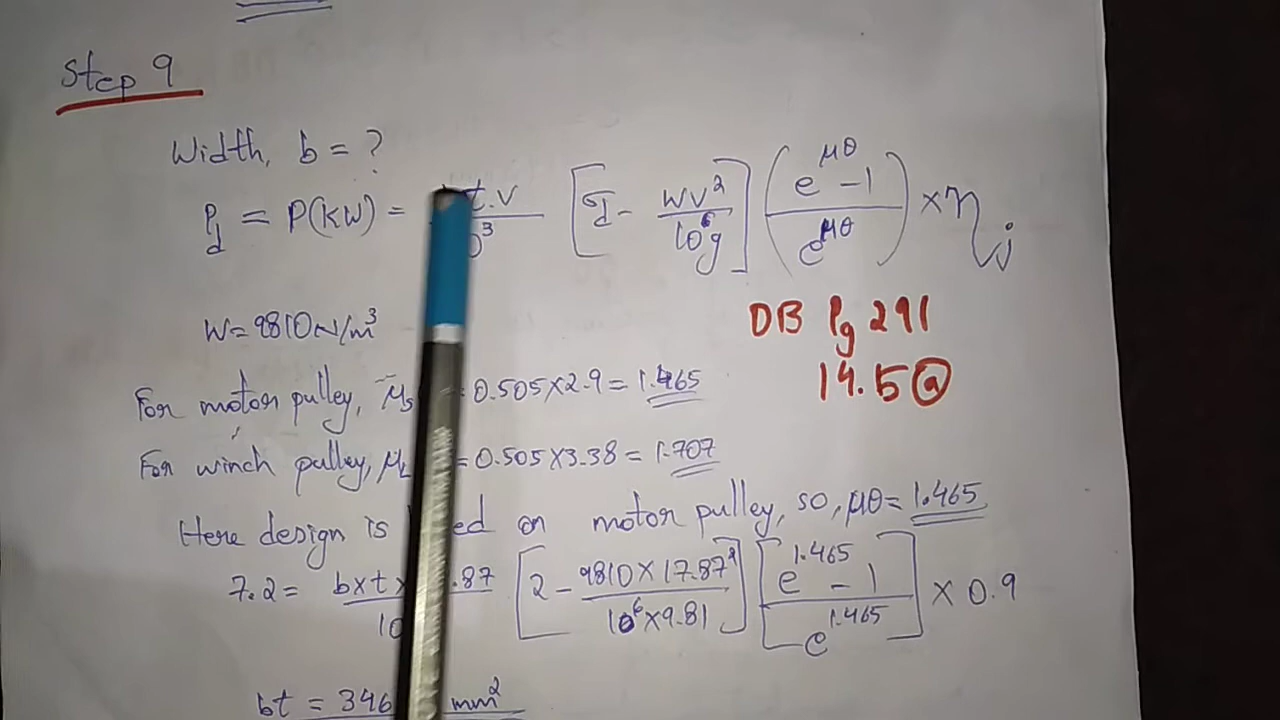 Step 9
Width, b = ?
Pd = P(KW) = t.v / 0³ [σd - wv² / 10⁶g] (e^μθ - 1 / e^μθ) × ηj
W = 9810 N/m³
DB Pg 291
14.5 ⓐ
For motor pulley, μs = 0.505 × 2.9 = 1.465
For winch pulley, μL = 0.505 × 3.38 = 1.707
Here design is on motor pulley, so, μθ = 1.465
7.2 = b × t × .87 / 10 [2 - 9810 × 17.87² / 10⁶ × 9.81] [e^1.465 - 1 / e^1.465] × 0.9
bt = 346 mm²